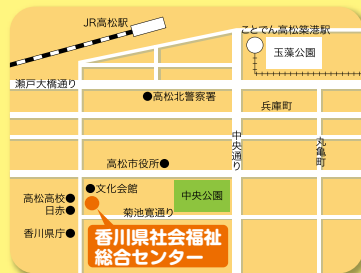 JR高松駅
ことでん高松築港駅
玉藻公園
瀬戸大橋通り
●高松北警察署
兵庫町
中央通り
丸亀町
高松市役所●
●文化会館
中央公園
高松高校●
日赤●
菊池寛通り
香川県庁●
香川県社会福祉
総合センター